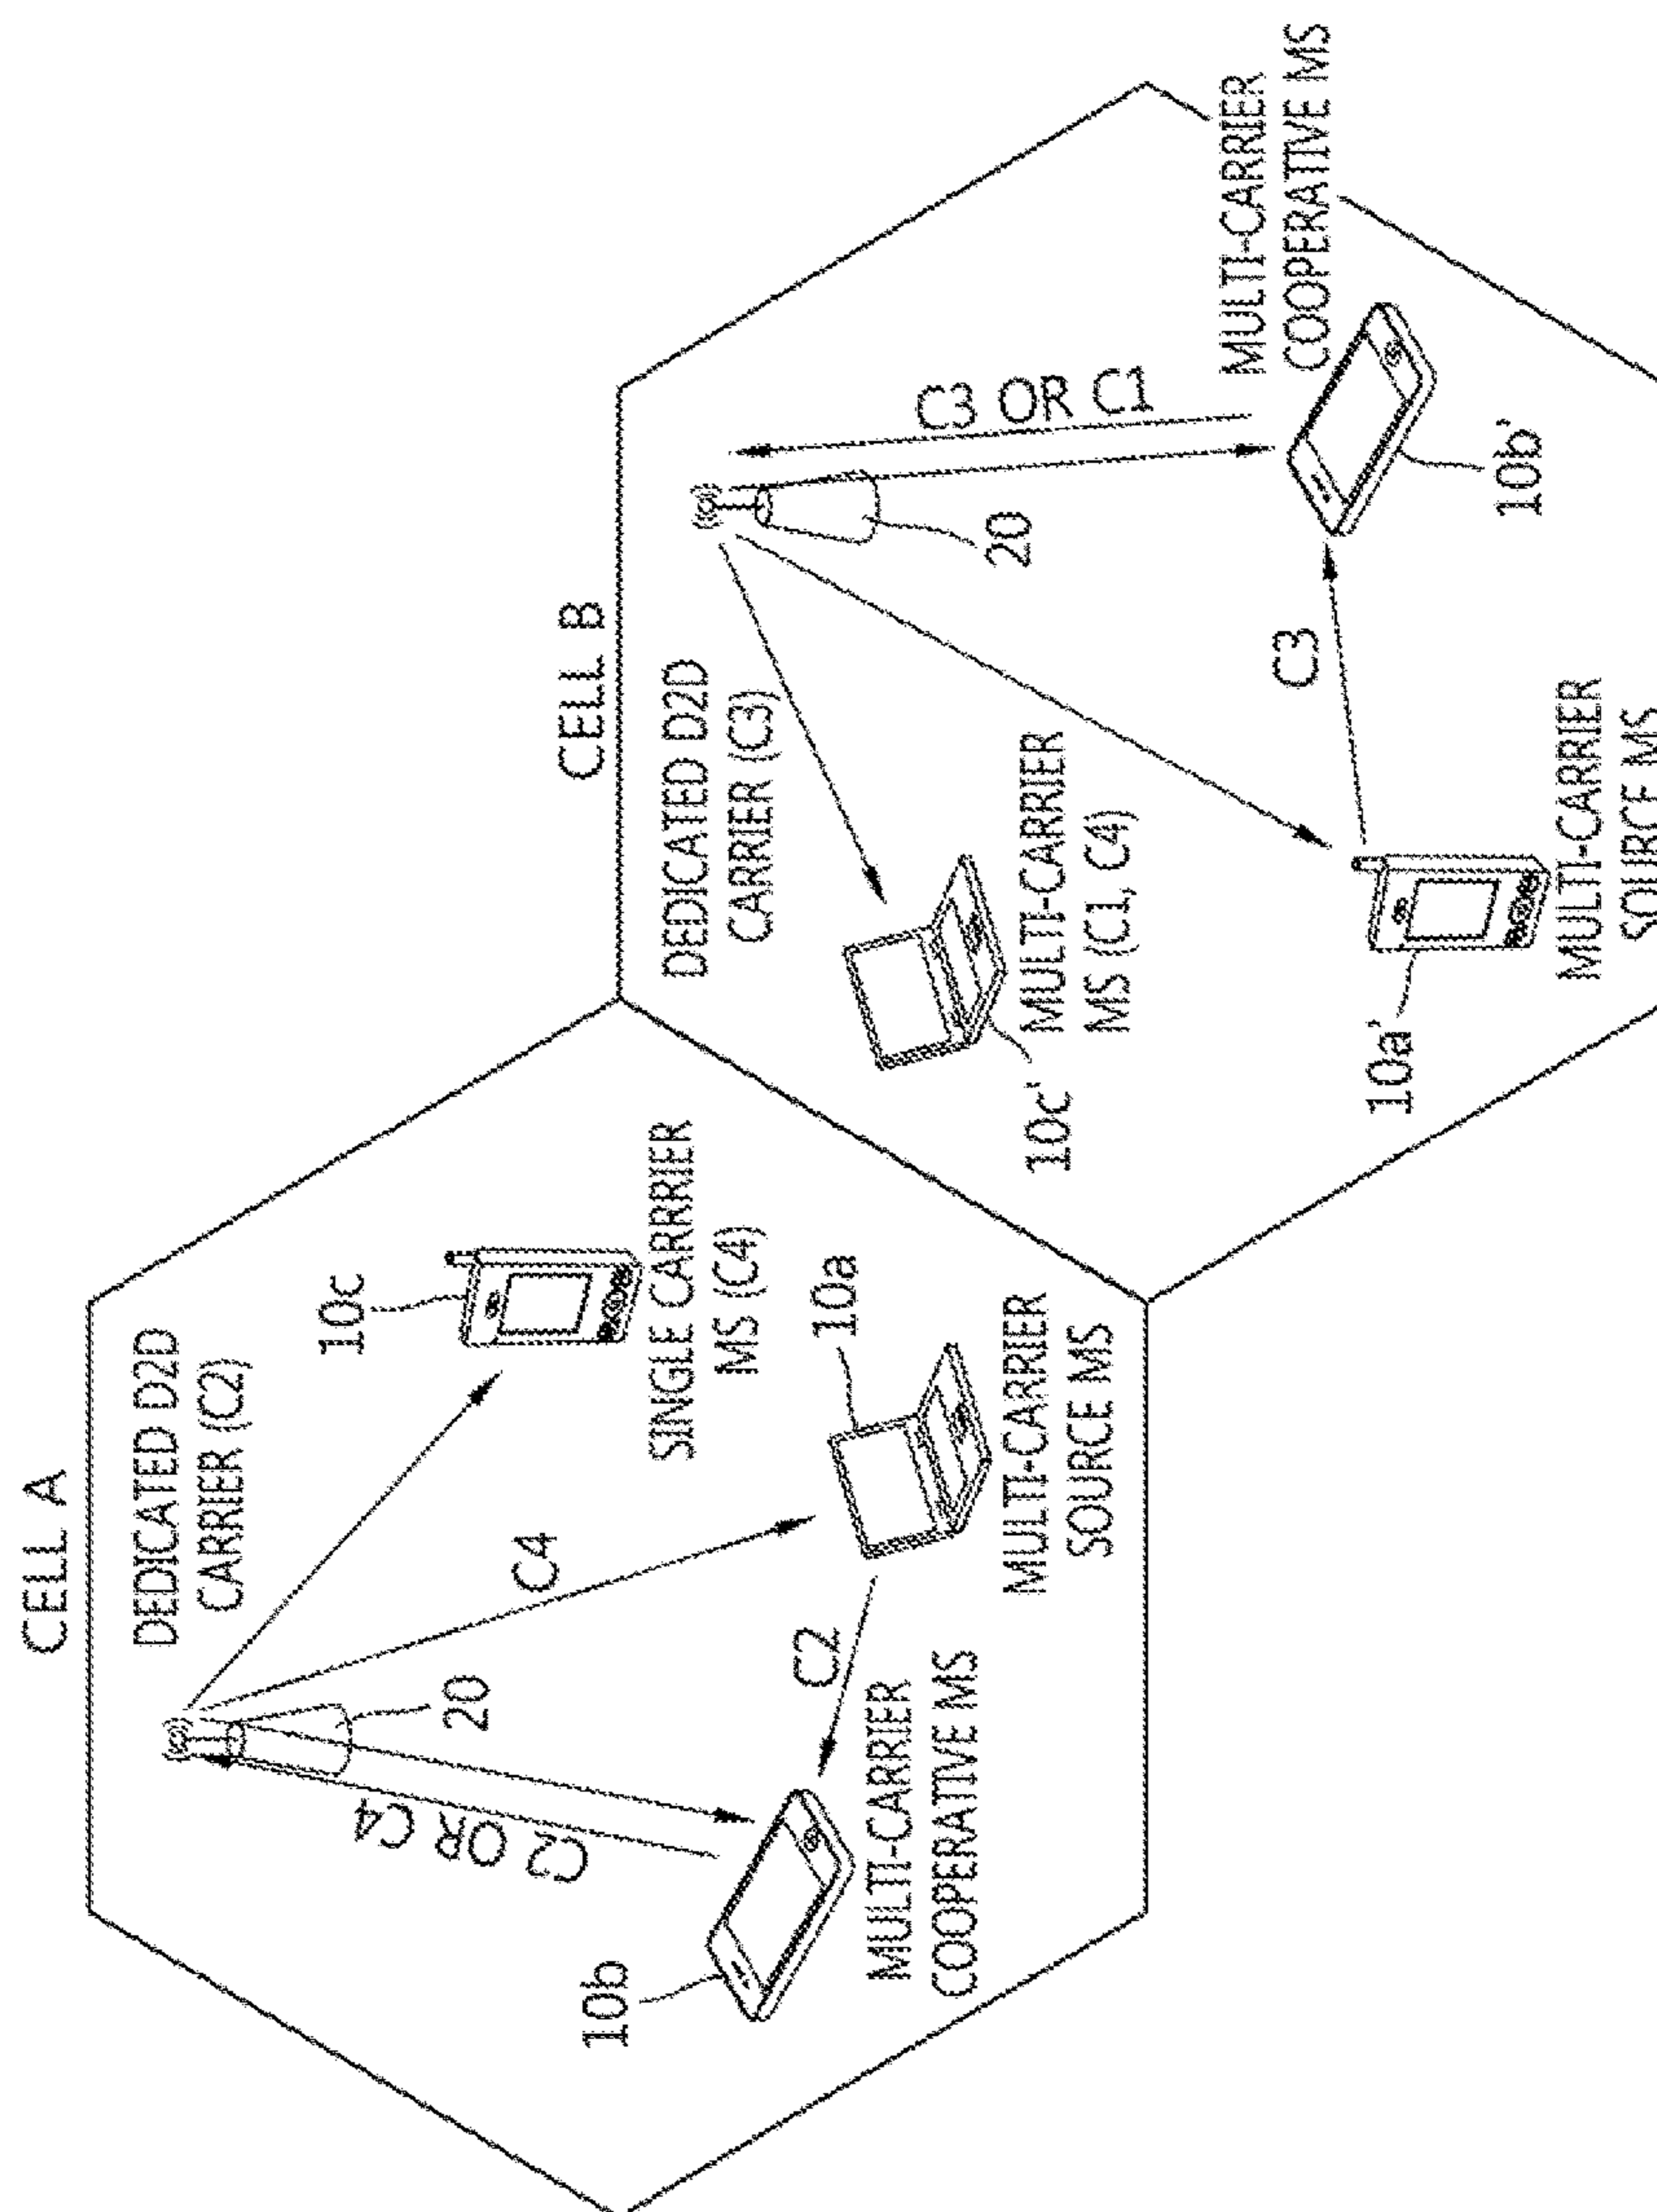 CELL A
DEDICATED D2D
CARRIER (C2)
10c
SINGLE CARRRIER
MS (C4)
20
C2 OR C4
C4
10b
C2
10a
MULTI-CARRIER
COOPERATIVE MS
MULTI-CARRIER
SOURCE MS
CELL B
DEDICATED D2D
CARRIER (C3)
20
C3 OR C1
10c'
MULTI-CARRIER
MS (C1, C4)
MULTI-CARRIER
COOPERATIVE MS
C3
10a'
10b'
MULTI-CARRIER
SOURCE MS